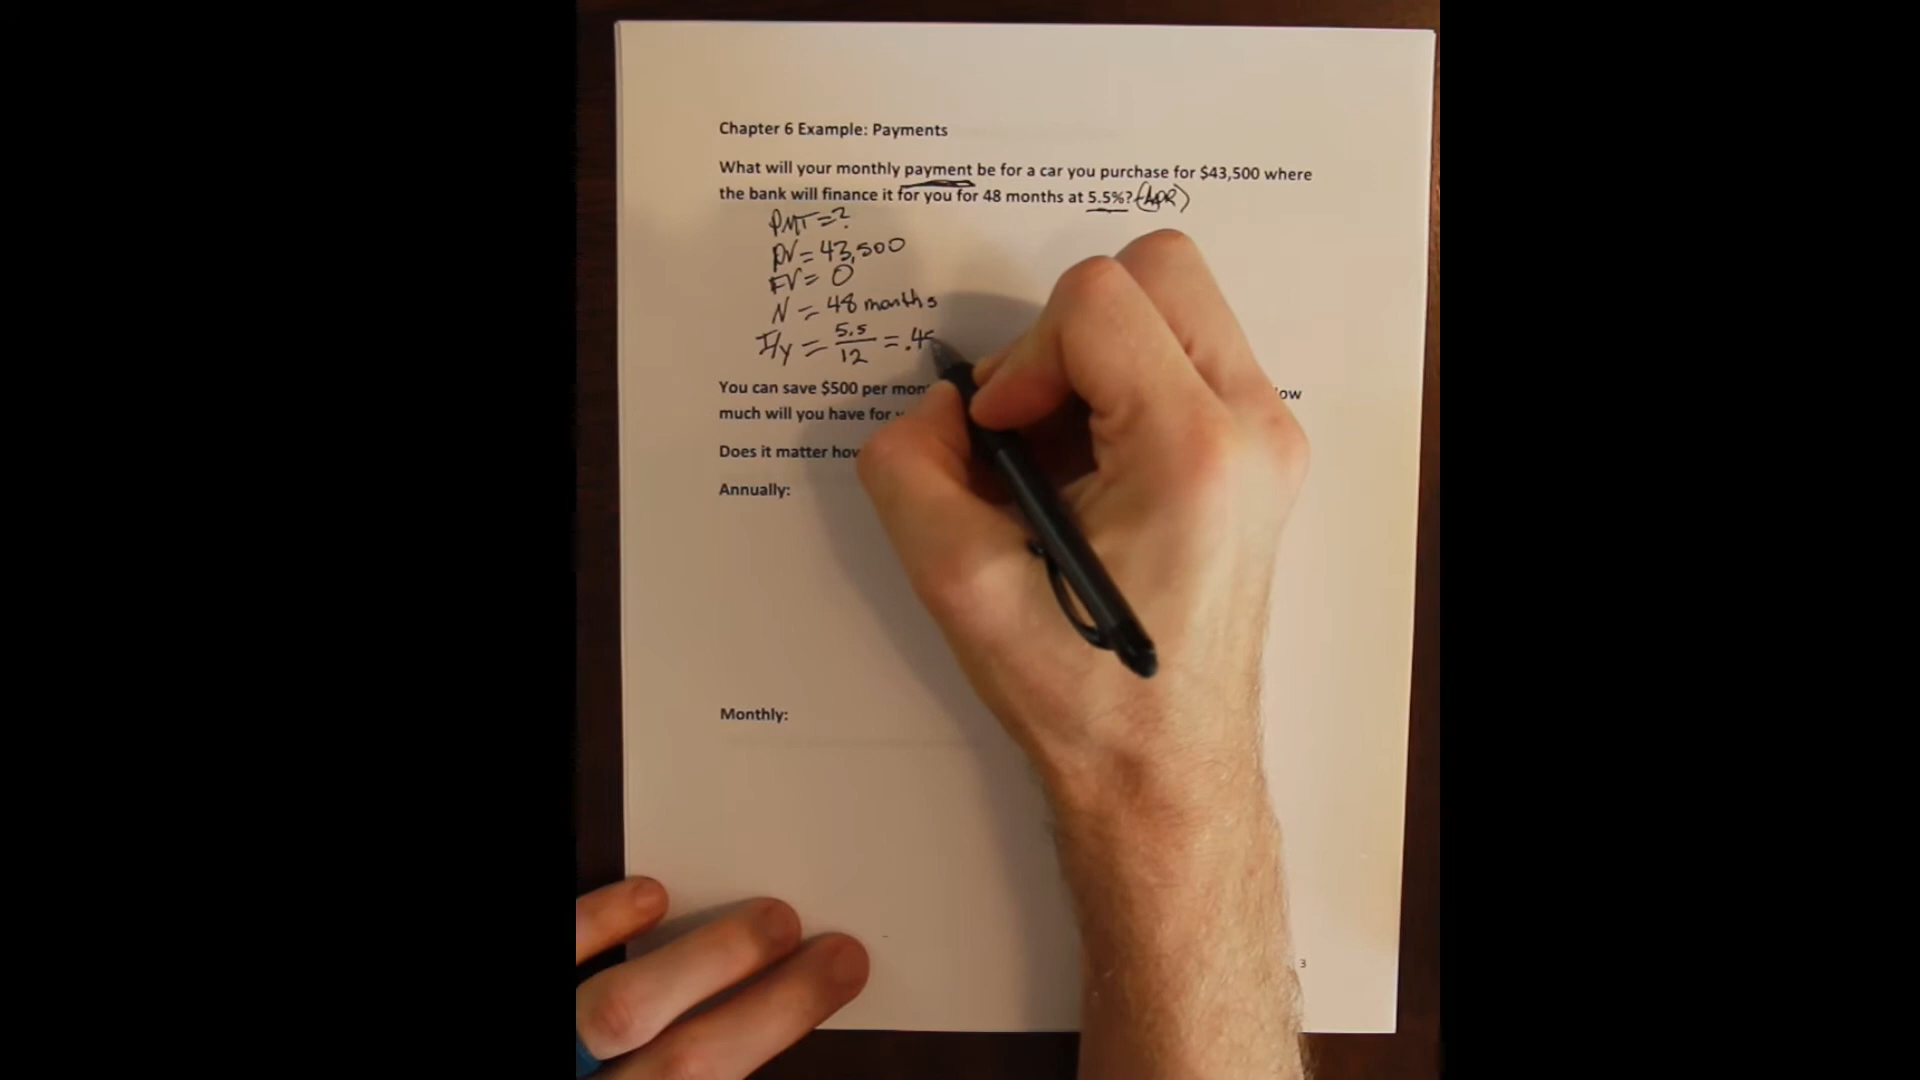 Chapter 6 Example: Payments
What will your monthly payment be for a car you purchase for $43,500 where
the bank will finance it for you for 48 months at 5.5%? (APR)
PMT = ?
PV = 43,500
FV = 0
N = 48 months
I/y = 5.5/12 = .45
You can save $500 per mon
much will you have for
Does it matter how
Annually:
Monthly:
3